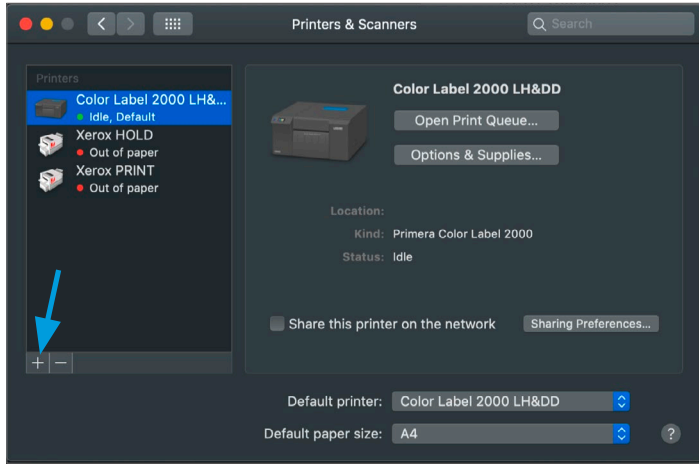 Printers & Scanners
Search
Printers
Color Label 2000 LH&...
Idle, Default
Xerox HOLD
Out of paper
Xerox PRINT
Out of paper
+ −
Color Label 2000 LH&DD
Open Print Queue...
Options & Supplies...
Location:
Kind: Primera Color Label 2000
Status: Idle
Share this printer on the network
Sharing Preferences...
Default printer: Color Label 2000 LH&DD
Default paper size: A4
?